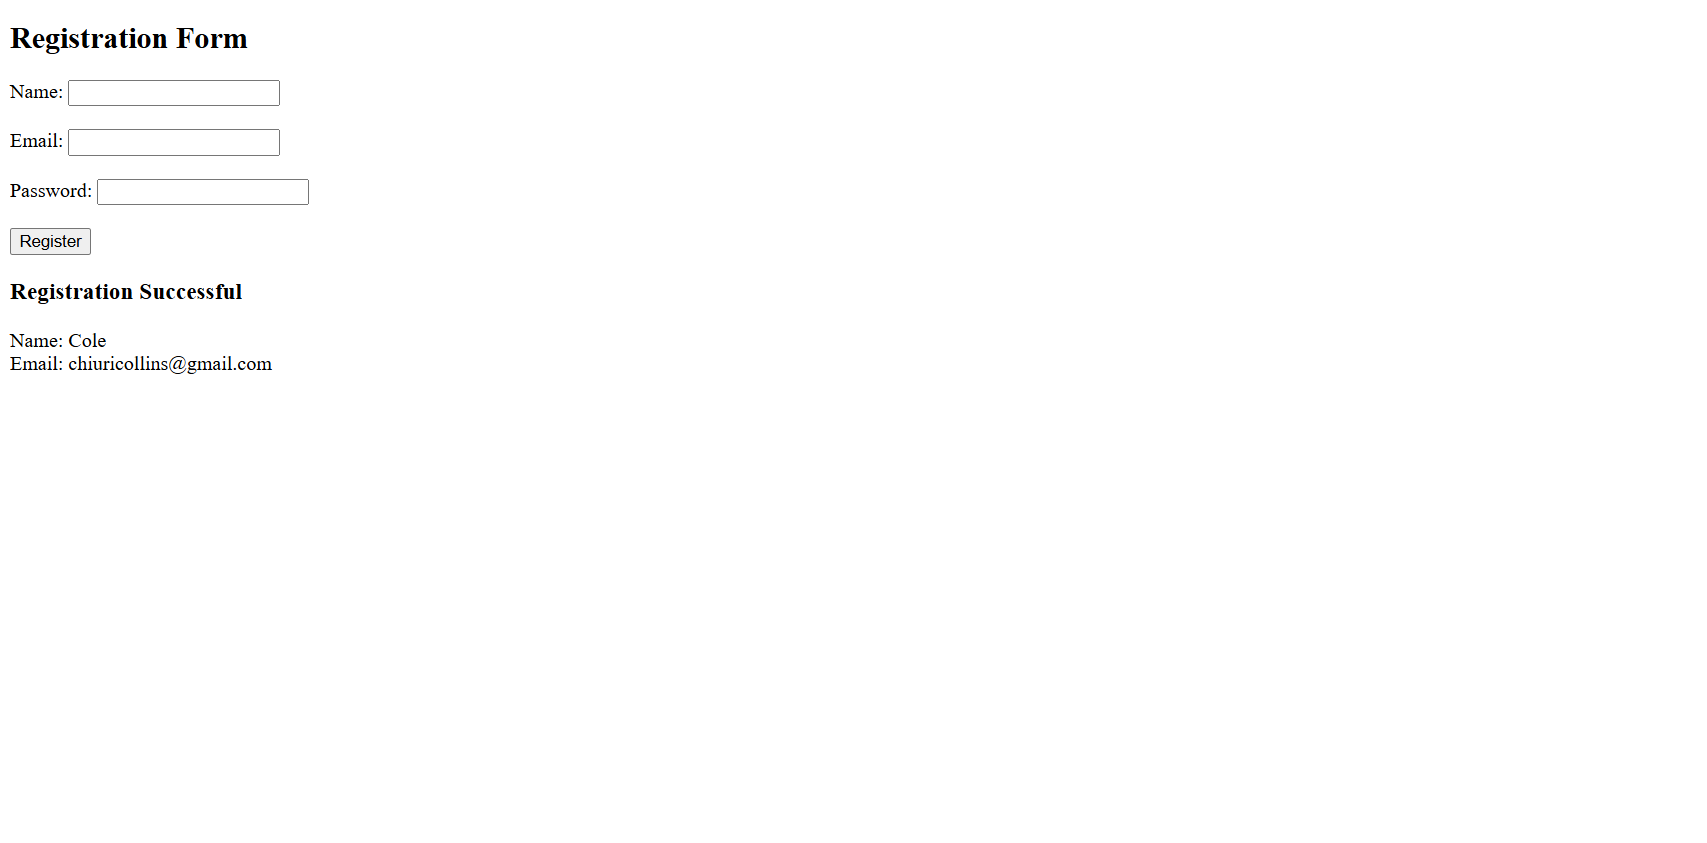 Registration Form
Name:
Email:
Password:
Register
Registration Successful
Name: Cole
Email: chiuricollins@gmail.com